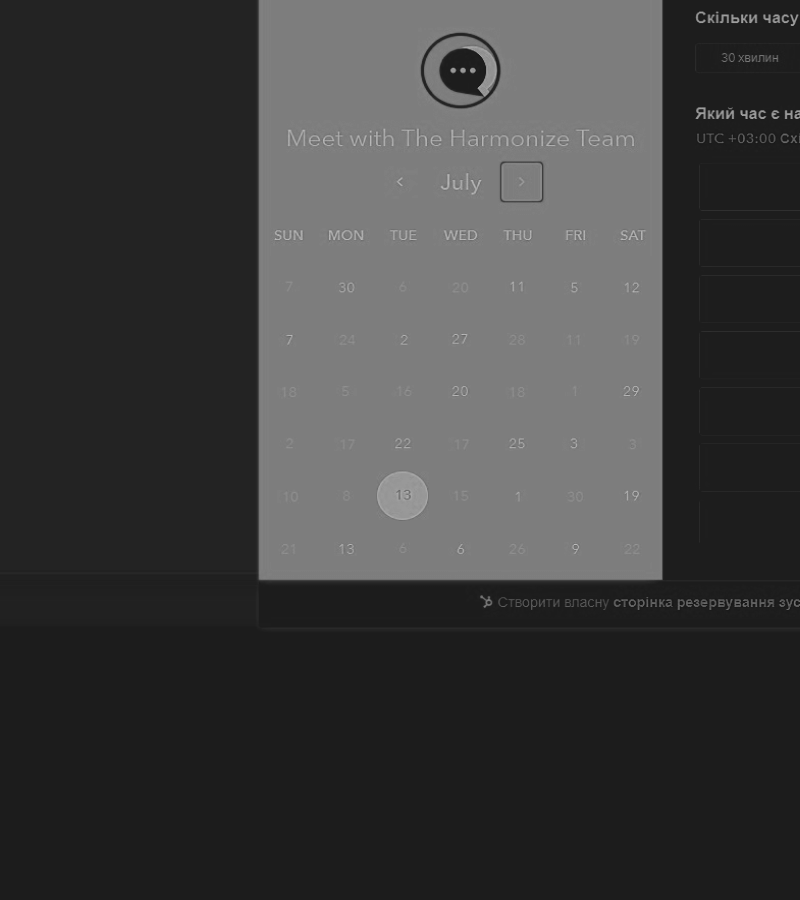 Скільки часу
30 хвилин
Meet with The Harmonize Team
Який час є на
UTC +03:00 Схі
July
SUN MON TUE WED THU FRI SAT
7 30 6 20 11 5 12
7 24 2 27 28 11 19
18 5 16 20 18 1 29
2 17 22 17 25 3 3
10 8 13 15 1 30 19
21 13 6 6 26 9 22
Створити власну сторінка резервування зус